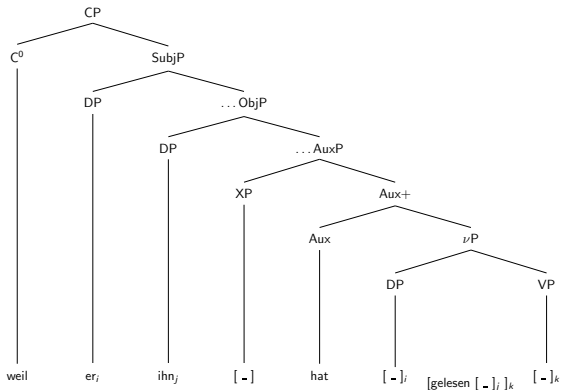 CP
C⁰ SubjP
DP ...ObjP
DP ...AuxP
XP Aux+
Aux νP
DP VP
weil erᵢ ihnⱼ [ _ ] hat [ _ ]ᵢ [gelesen [ _ ]ⱼ ]ₖ [ _ ]ₖ